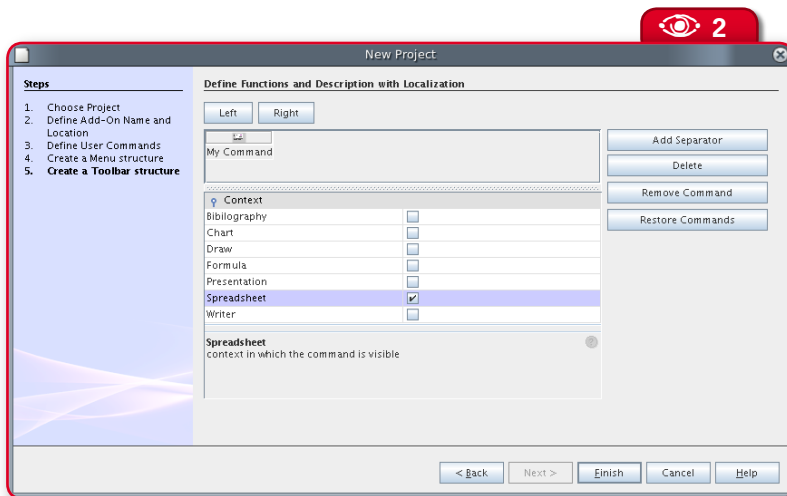 2
New Project
Steps
1. Choose Project
2. Define Add-On Name and
Location
3. Define User Commands
4. Create a Menu structure
5. Create a Toolbar structure
Define Functions and Description with Localization
Left Right
My Command
Add Separator
Delete
Remove Command
Restore Commands
Context
Bibilography
Chart
Draw
Formula
Presentation
Spreadsheet
Writer
Spreadsheet
context in which the command is visible
?
< Back Next > Finish Cancel Help